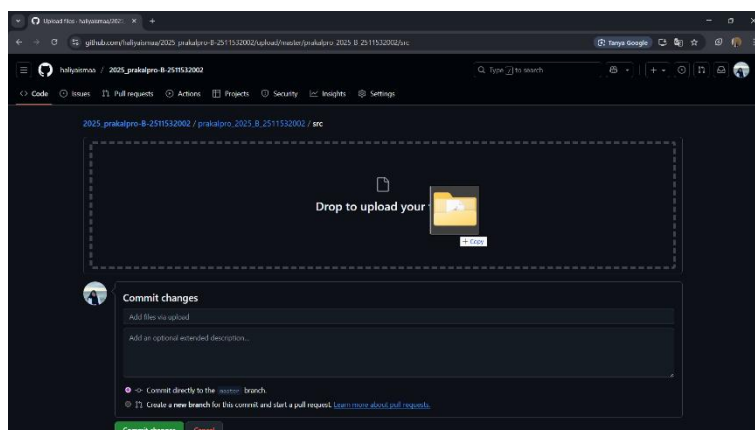 Upload files · haliyaismaa/2025
github.com/haliyaismaa/2025_prakalpro-B-2511532002/upload/master/prakalpro_2025_B_2511532002/src
Tanya Google
haliyaismaa / 2025_prakalpro-B-2511532002
Type / to search
Code Issues Pull requests Actions Projects Security Insights Settings
2025_prakalpro-B-2511532002 / prakalpro_2025_B_2511532002 / src
Drop to upload your
+ Copy
Commit changes
Add files via upload
Add an optional extended description...
Commit directly to the master branch.
Create a new branch for this commit and start a pull request. Learn more about pull requests.
Commit changes Cancel